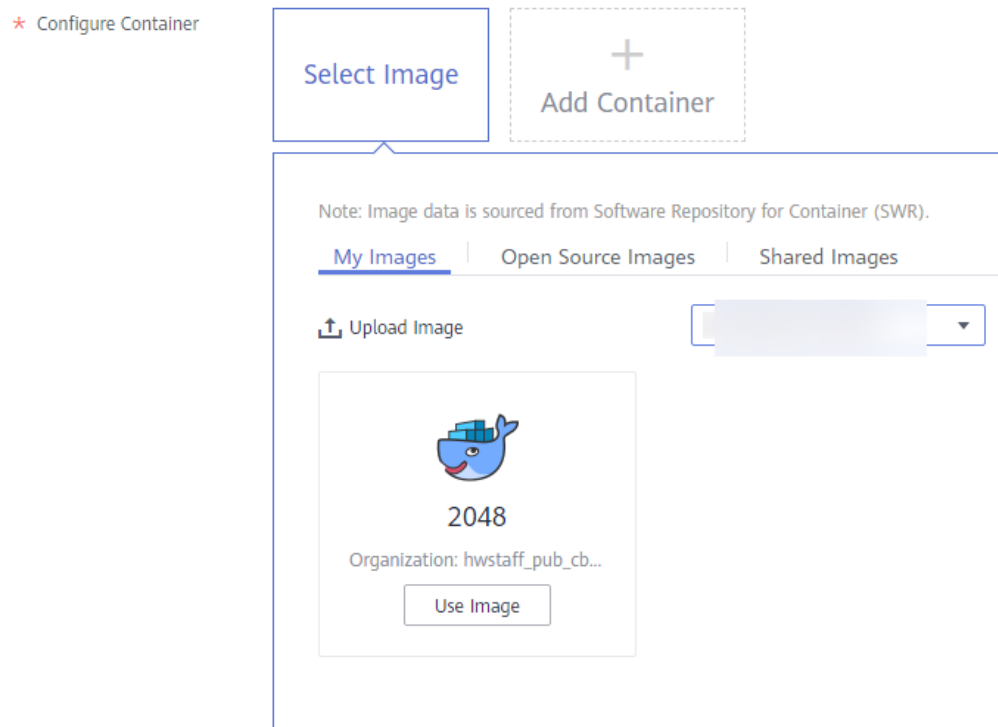 * Configure Container
Select Image
+
Add Container
Note: Image data is sourced from Software Repository for Container (SWR).
My Images
Open Source Images
Shared Images
Upload Image
2048
Organization: hwstaff_pub_cb...
Use Image